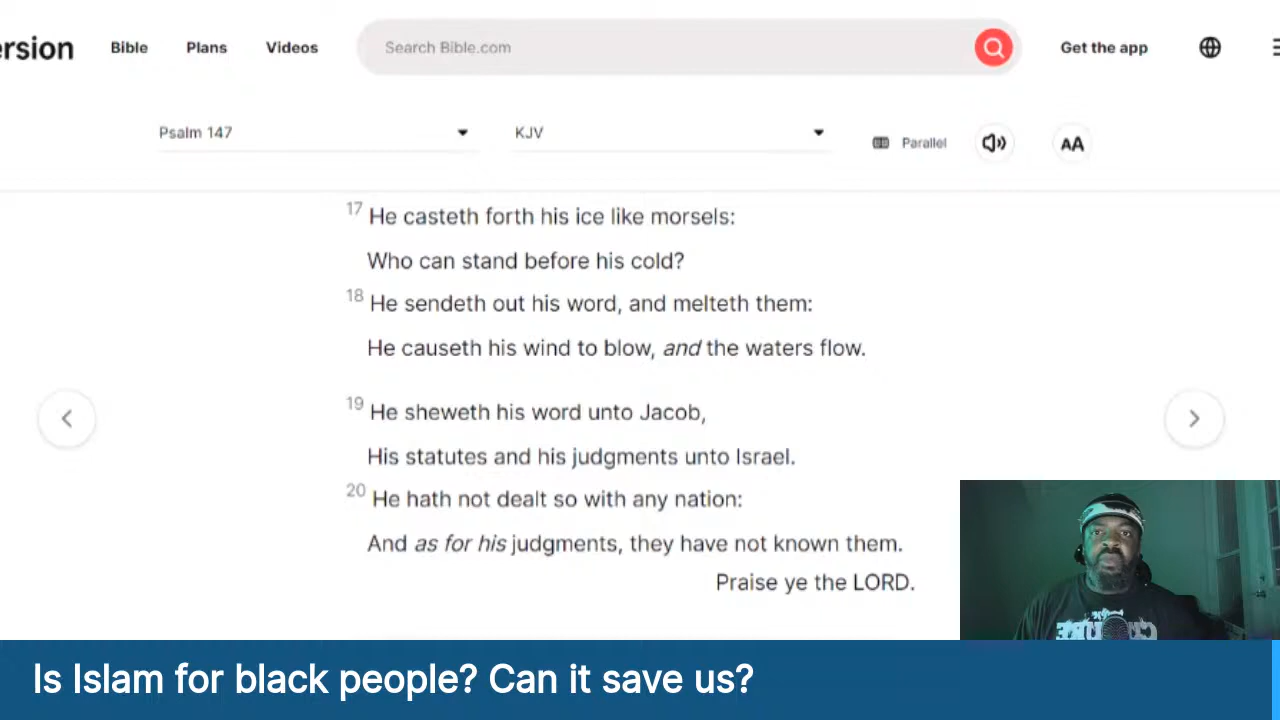 ersion Bible Plans Videos Search Bible.com Get the app
Psalm 147 KJV Parallel AA
17 He casteth forth his ice like morsels:
Who can stand before his cold?
18 He sendeth out his word, and melteth them:
He causeth his wind to blow, and the waters flow.
19 He sheweth his word unto Jacob,
His statutes and his judgments unto Israel.
20 He hath not dealt so with any nation:
And as for his judgments, they have not known them.
Praise ye the LORD.
Is Islam for black people? Can it save us?